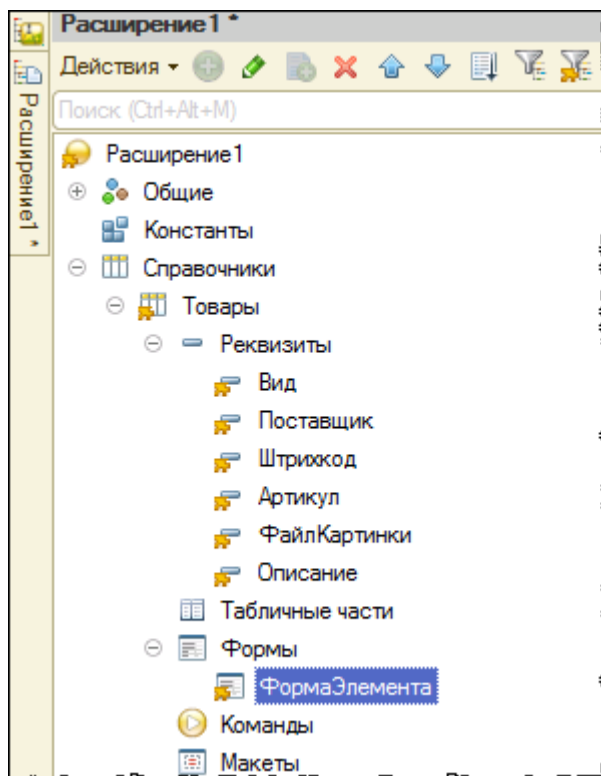 Расширение1 *
Действия
Поиск (Ctrl+Alt+M)
Расширение1 *
Расширение1
Общие
Константы
Справочники
Товары
Реквизиты
Вид
Поставщик
Штрихкод
Артикул
ФайлКартинки
Описание
Табличные части
Формы
ФормаЭлемента
Команды
Макеты